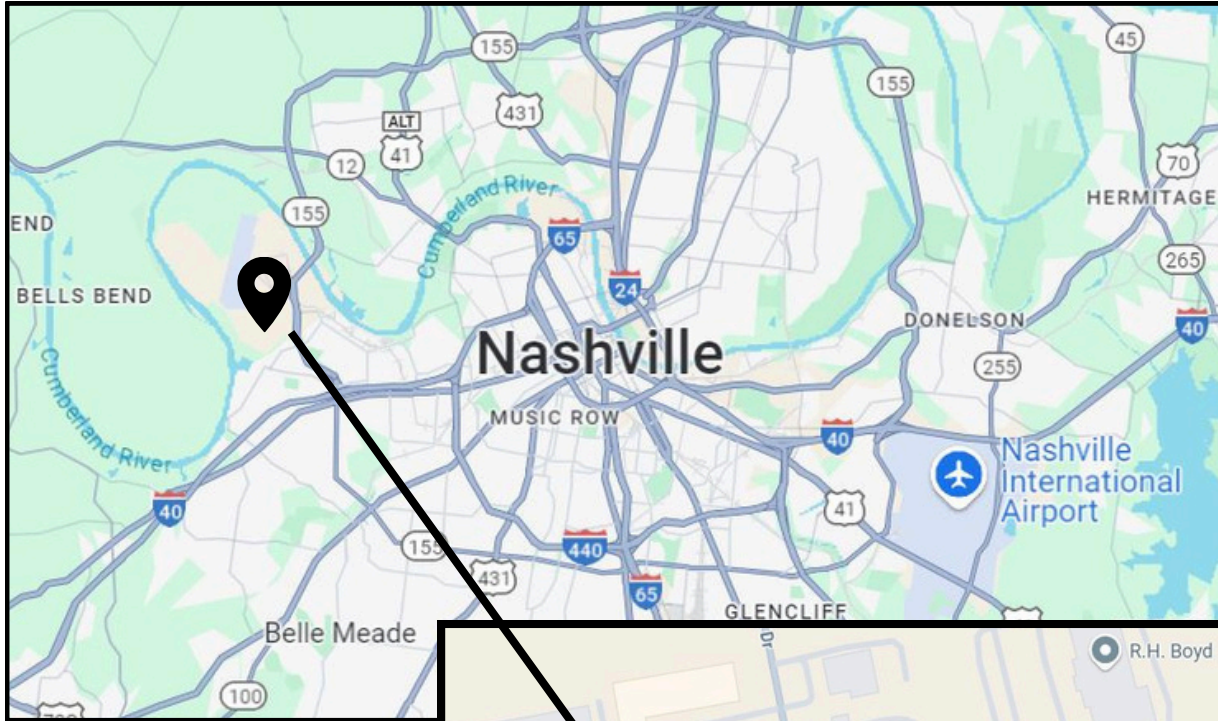 155
45
155
431
ALT
41
12
70
Cumberland River
HERMITAGE
155
END
65
265
BELLS BEND
24
DONELSON
40
Nashville
255
Cumberland River
MUSIC ROW
40
Nashville
International
Airport
40
41
155
440
431
65
GLENCLIFF
Belle Meade
Dr
R.H. Boyd
100